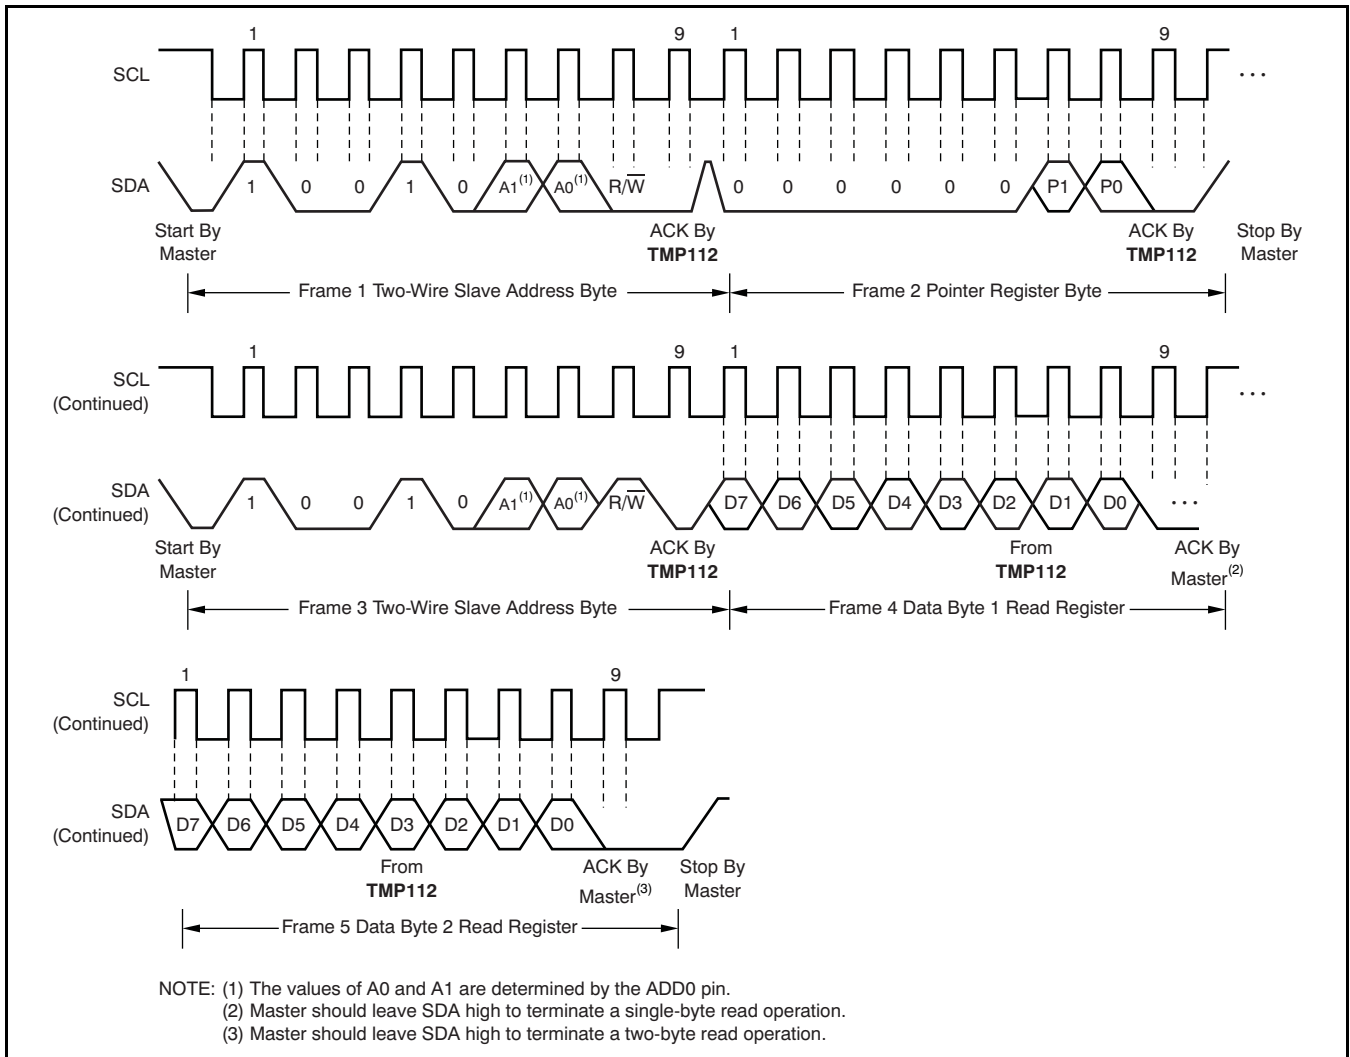 1 9 1 9
SCL ...
SDA 1 0 0 1 0 A1(1) A0(1) R/W̅ 0 0 0 0 0 0 P1 P0
Start By Master ACK By TMP112 ACK By TMP112 Stop By Master
Frame 1 Two-Wire Slave Address Byte Frame 2 Pointer Register Byte
1 9 1 9
SCL (Continued) ...
SDA (Continued) 1 0 0 1 0 A1(1) A0(1) R/W̅ D7 D6 D5 D4 D3 D2 D1 D0 ...
Start By Master ACK By TMP112 From TMP112 ACK By Master(2)
Frame 3 Two-Wire Slave Address Byte Frame 4 Data Byte 1 Read Register
1 9
SCL (Continued)
SDA (Continued) D7 D6 D5 D4 D3 D2 D1 D0
From TMP112 ACK By Master(3) Stop By Master
Frame 5 Data Byte 2 Read Register
NOTE: (1) The values of A0 and A1 are determined by the ADD0 pin.
(2) Master should leave SDA high to terminate a single-byte read operation.
(3) Master should leave SDA high to terminate a two-byte read operation.